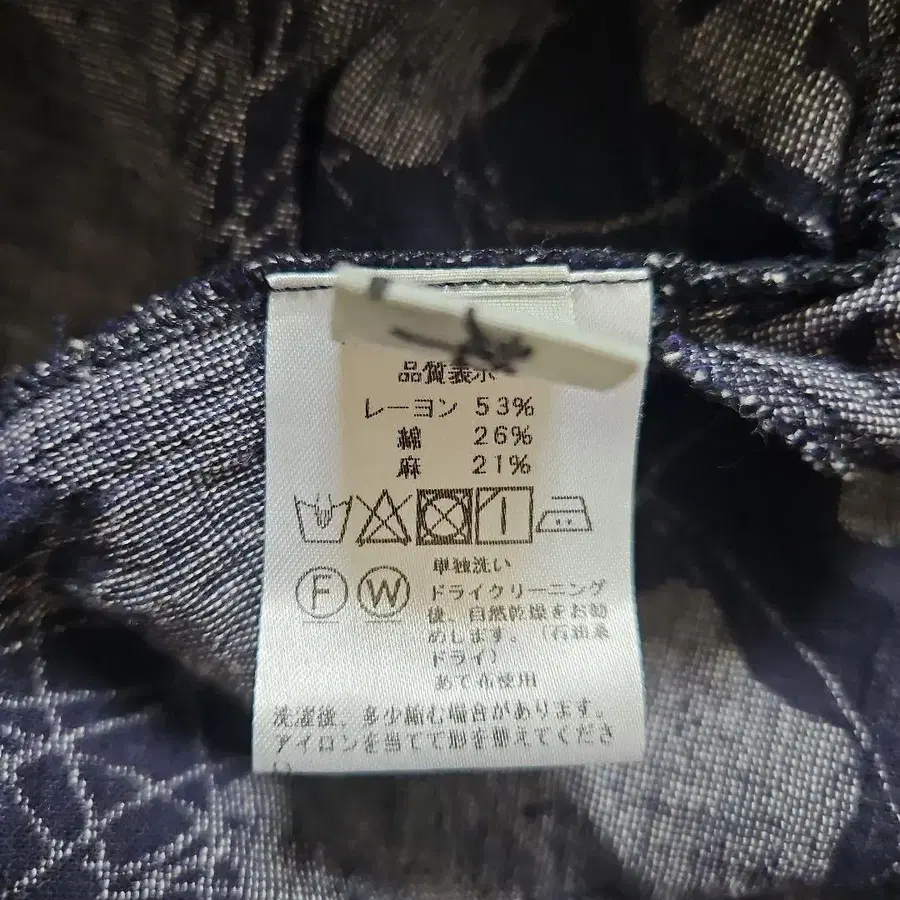 品質表示
レーヨン 53%
綿 26%
麻 21%
単独洗い
F W ドライクリーニング
後、自然乾燥をお勧
めします。(石油系
ドライ)
あて布使用
洗濯後、多少縮む場合があります。
アイロンを当てて形を整えてくださ
い